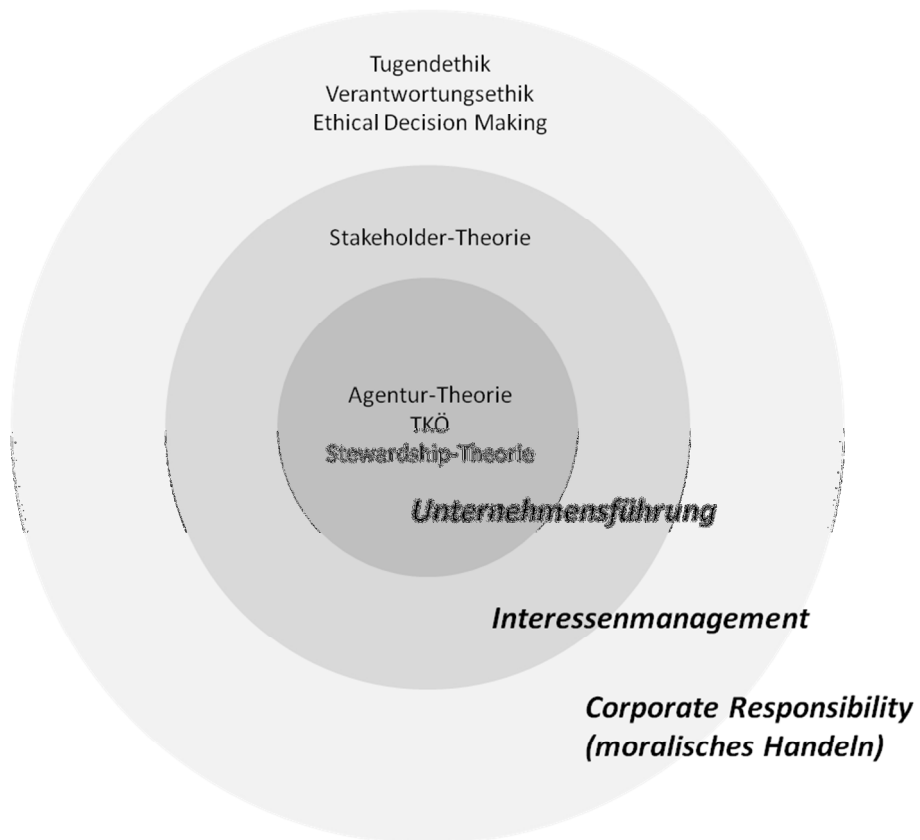 Tugendethik
Verantwortungsethik
Ethical Decision Making
Stakeholder-Theorie
Agentur-Theorie
TKÖ
Stewardship-Theorie
Unternehmensführung
Interessenmanagement
Corporate Responsibility
(moralisches Handeln)